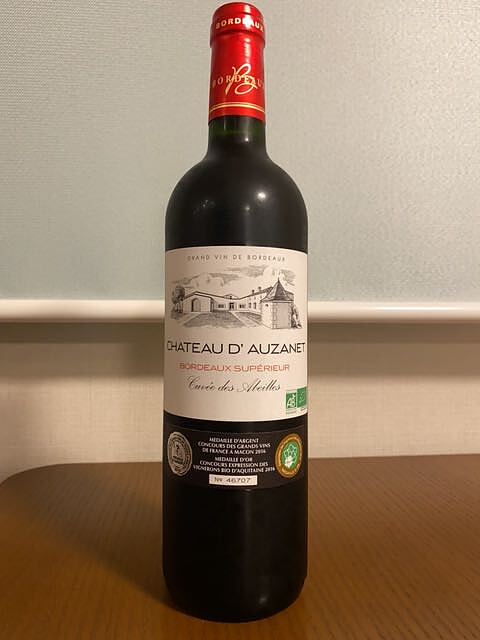 BORDEAUX
BORDEAUX
GRAND VIN DE BORDEAUX
CHATEAU D' AUZANET
BORDEAUX SUPÉRIEUR
Cuvée des Abeilles
AB
MEDAILLE D'ARGENT
CONCOURS DES GRANDS VINS
DE FRANCE A MACON 2016
MEDAILLE D'OR
CONCOURS EXPRESSION DES
VIGNERONS BIO D'AQUITAINE 2016
No 46707